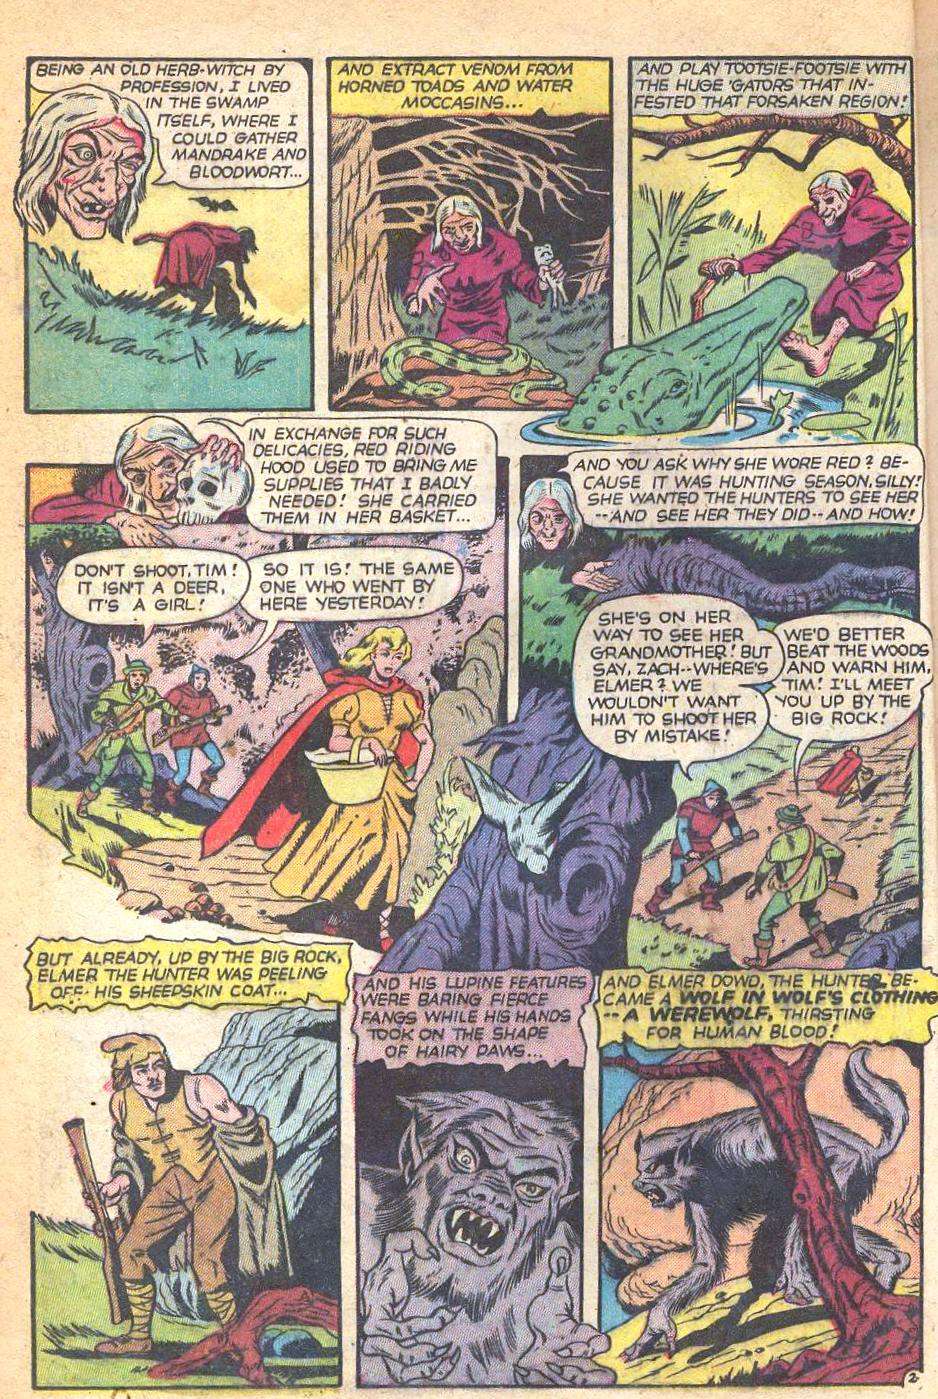 BEING AN OLD HERB-WITCH BY
PROFESSION, I LIVED
IN THE SWAMP
ITSELF, WHERE I
COULD GATHER
MANDRAKE AND
BLOODWORT...
AND EXTRACT VENOM FROM
HORNED TOADS AND WATER
MOCCASINS...
AND PLAY TOOTSIE-FOOTSIE WITH
THE HUGE 'GATORS THAT IN-
FESTED THAT FORSAKEN REGION!
IN EXCHANGE FOR SUCH
DELICACIES, RED RIDING
HOOD USED TO BRING ME
SUPPLIES THAT I BADLY
NEEDED! SHE CARRIED
THEM IN HER BASKET...
DON'T SHOOT, TIM!
IT ISN'T A DEER,
IT'S A GIRL!
SO IT IS! THE SAME
ONE WHO WENT BY
HERE YESTERDAY!
AND YOU ASK WHY SHE WORE RED? BE-
CAUSE IT WAS HUNTING SEASON, SILLY!
SHE WANTED THE HUNTERS TO SEE HER
--AND SEE HER THEY DID--AND HOW!
SHE'S ON HER
WAY TO SEE HER
GRANDMOTHER! BUT
SAY, ZACH--WHERE'S
ELMER? WE
WOULDN'T WANT
HIM TO SHOOT HER
BY MISTAKE!
WE'D BETTER
BEAT THE WOODS
AND WARN HIM,
TIM! I'LL MEET
YOU UP BY THE
BIG ROCK!
BUT ALREADY, UP BY THE BIG ROCK,
ELMER THE HUNTER WAS PEELING
OFF HIS SHEEPSKIN COAT...
AND HIS LUPINE FEATURES
WERE BARING FIERCE
FANGS WHILE HIS HANDS
TOOK ON THE SHAPE
OF HAIRY PAWS...
AND ELMER DOWD, THE HUNTER, BE-
CAME A WOLF IN WOLF'S CLOTHING
--A WEREWOLF, THIRSTING
FOR HUMAN BLOOD!
2